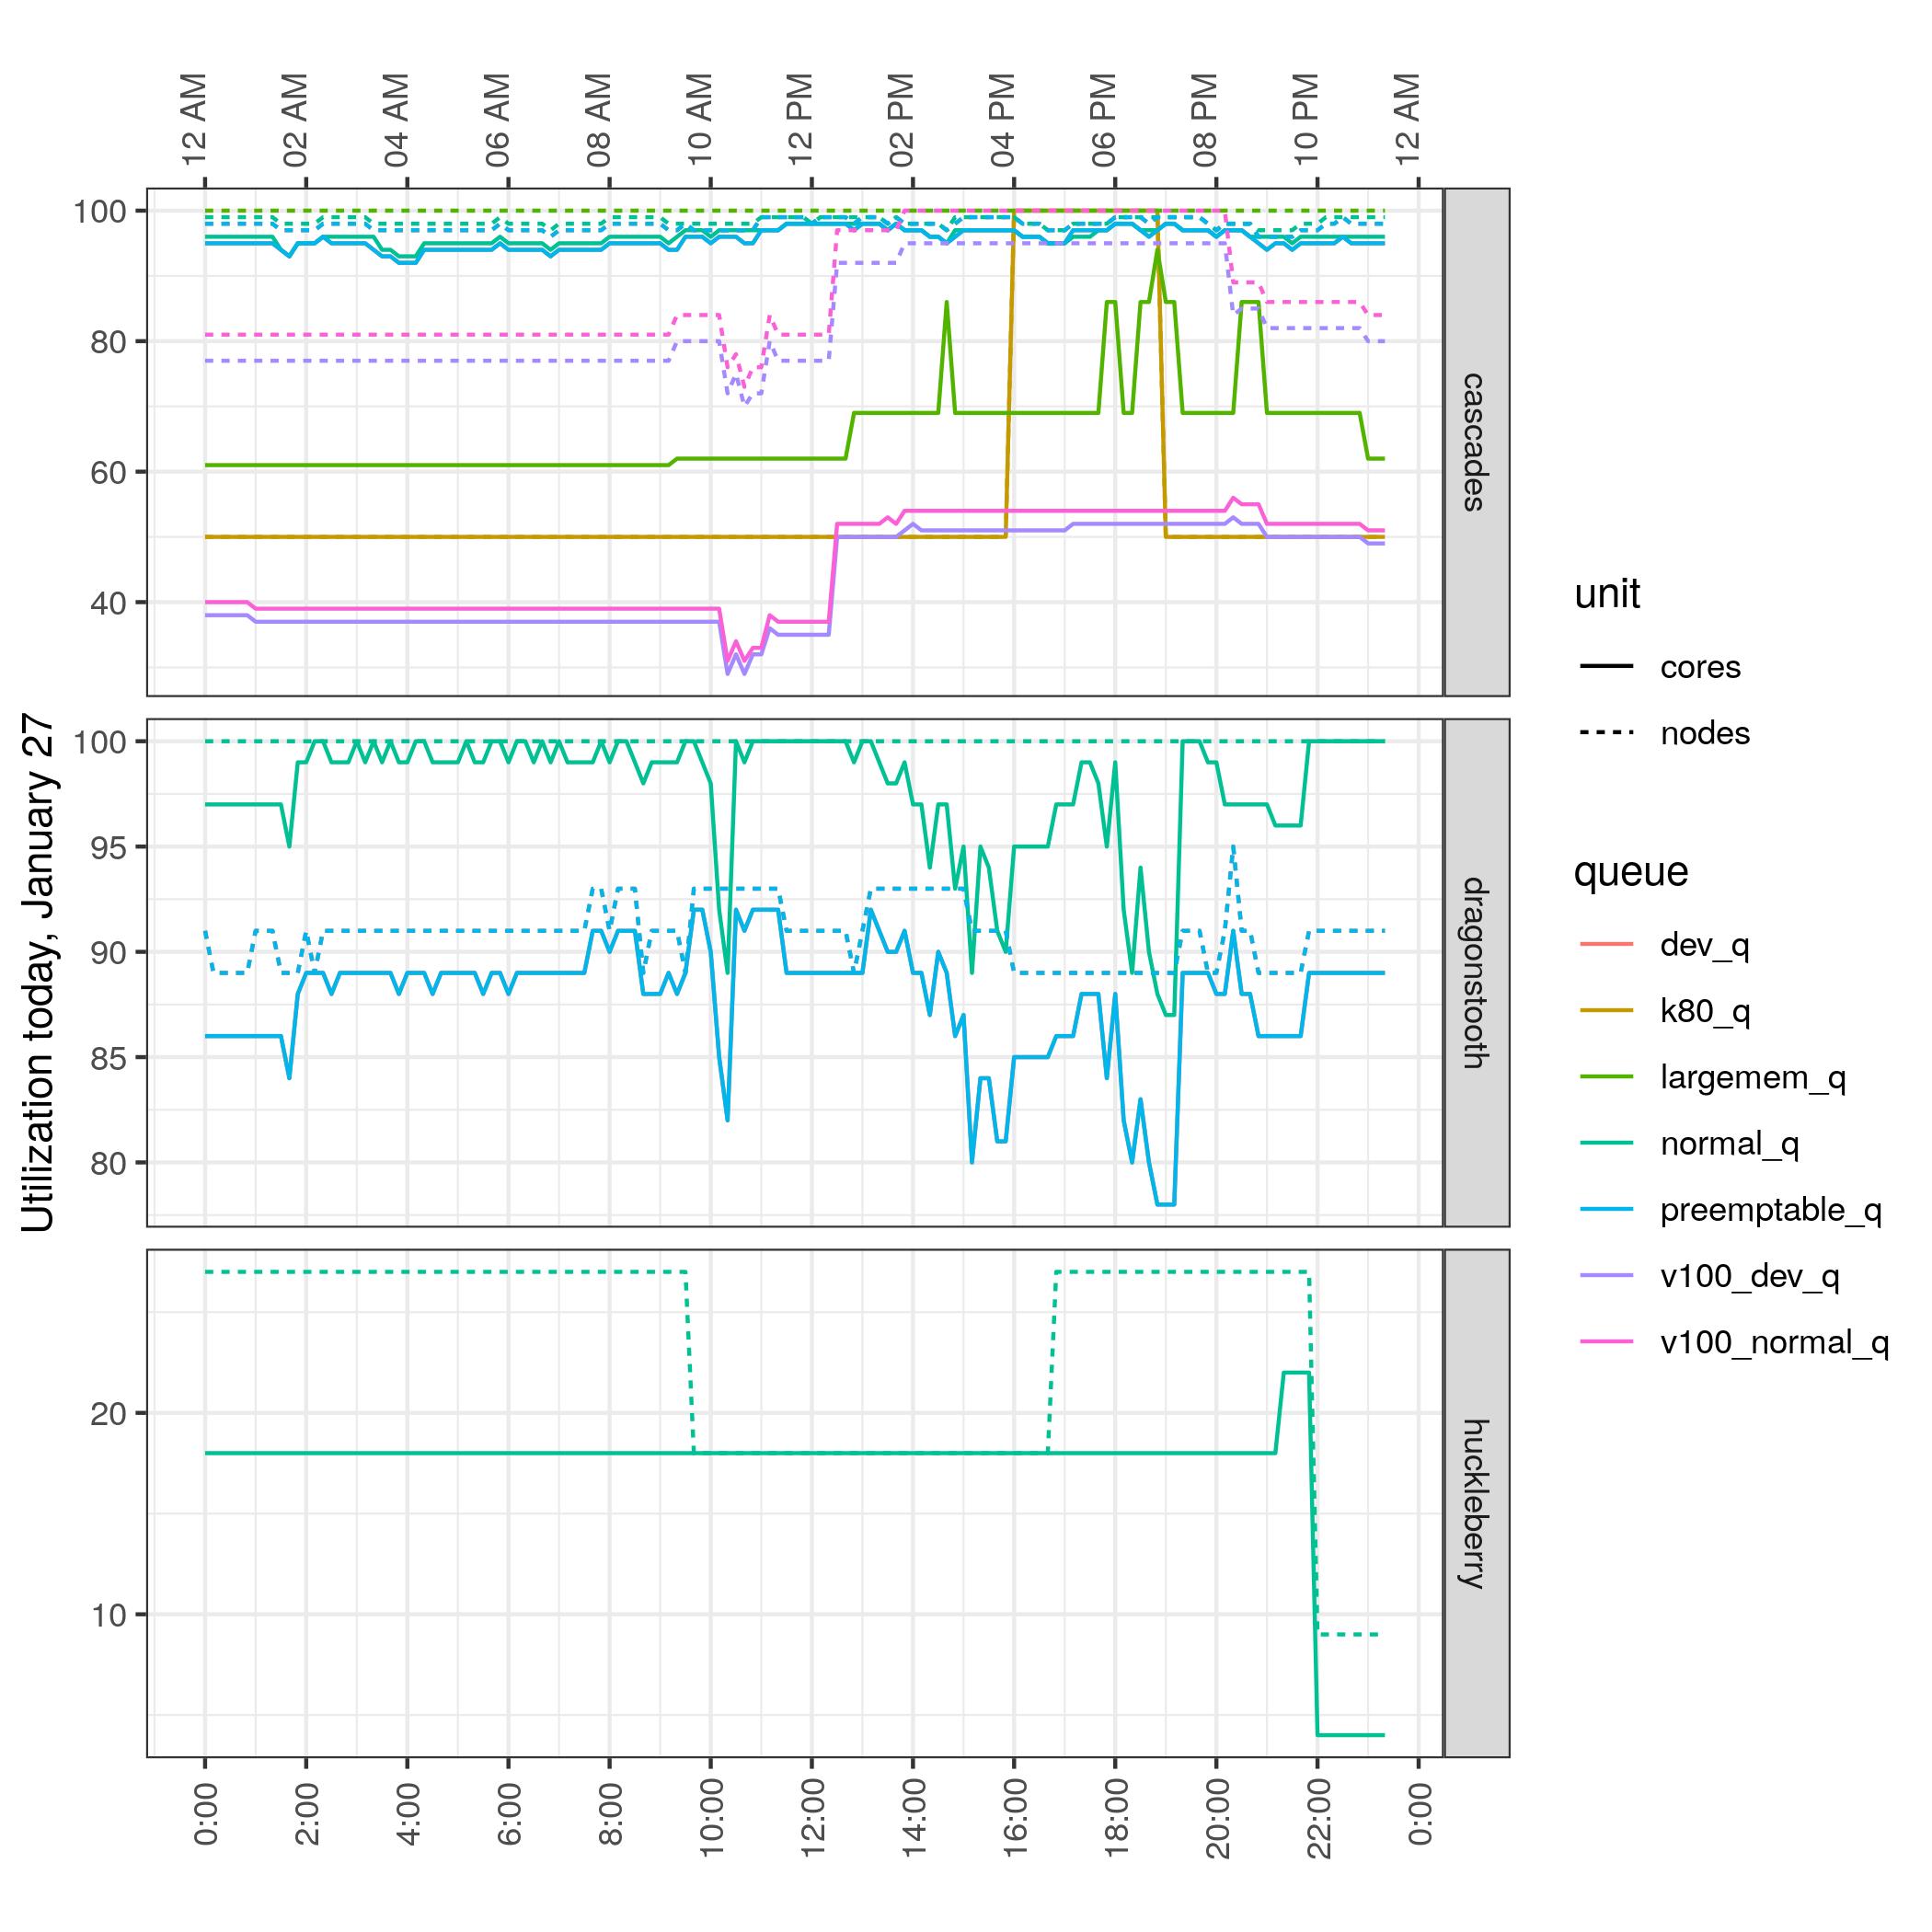 12 AM
02 AM
04 AM
06 AM
08 AM
10 AM
12 PM
02 PM
04 PM
06 PM
08 PM
10 PM
12 AM
Utilization today, January 27
100
80
60
40
cascades
100
95
90
85
80
dragonstooth
20
10
huckleberry
0:00
2:00
4:00
6:00
8:00
10:00
12:00
14:00
16:00
18:00
20:00
22:00
0:00
unit
cores
nodes
queue
dev_q
k80_q
largemem_q
normal_q
preemptable_q
v100_dev_q
v100_normal_q